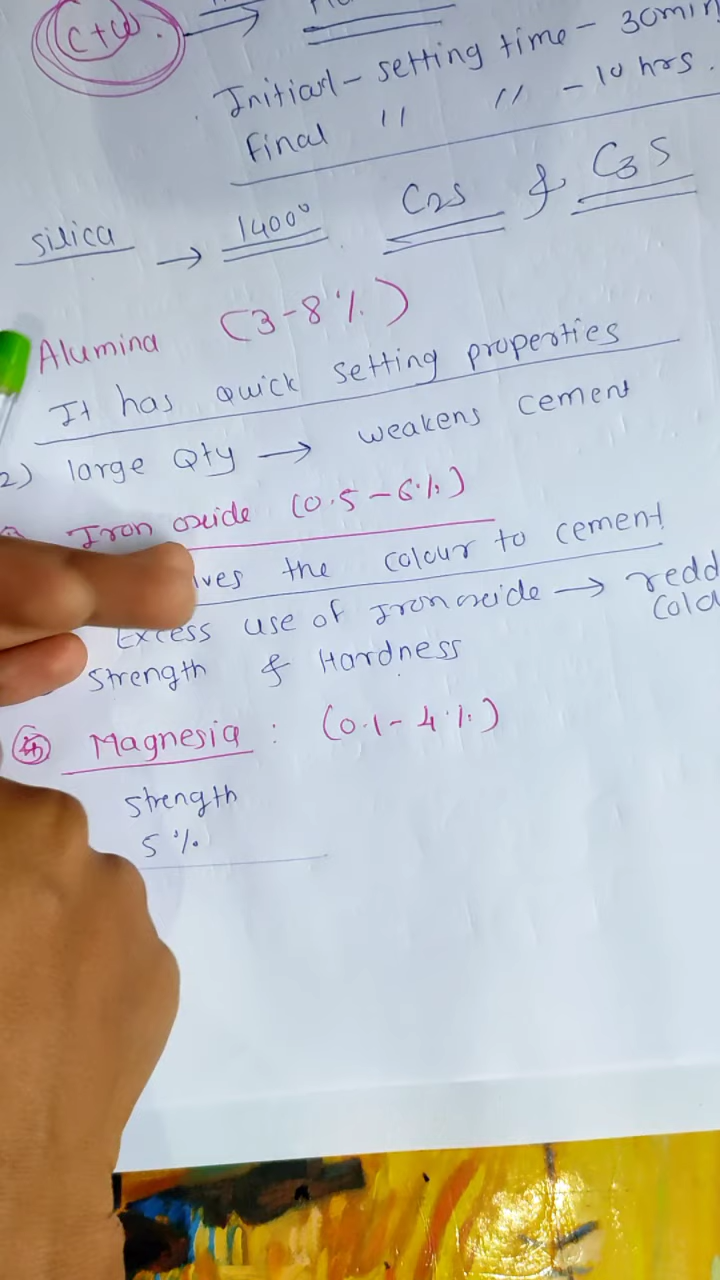 C+W.
Initial - setting time - 30min
Final " " - 10 hrs.
silica → 1400° C2S & C3S
Alumina (3-8%)
It has quick setting properties
2) large Qty → weakens cement
Iron oxide (0.5-6%)
the colour to cement
Excess use of Iron oxide → redd
Strength & Hardness
4) Magnesia : (0.1-4%)
Strength
5%